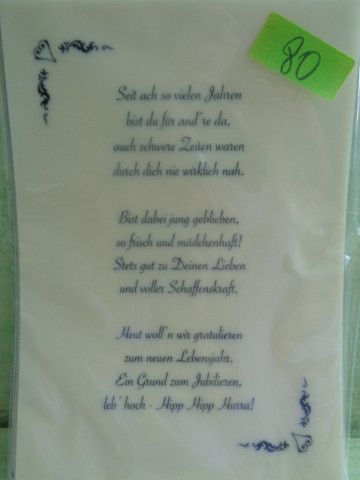 80
Seit ach so vielen Jahren
bist du für and're da,
auch schwere Zeiten waren
durch dich nie wirklich nah.
Bist dabei jung geblieben,
so frisch und mädchenhaft!
Stets gut zu Deinen Lieben
und voller Schaffenskraft.
Heut woll'n wir gratulieren
zum neuen Lebensjahr,
Ein Grund zum Jubilieren,
leb' hoch - Hipp Hipp Hurra!